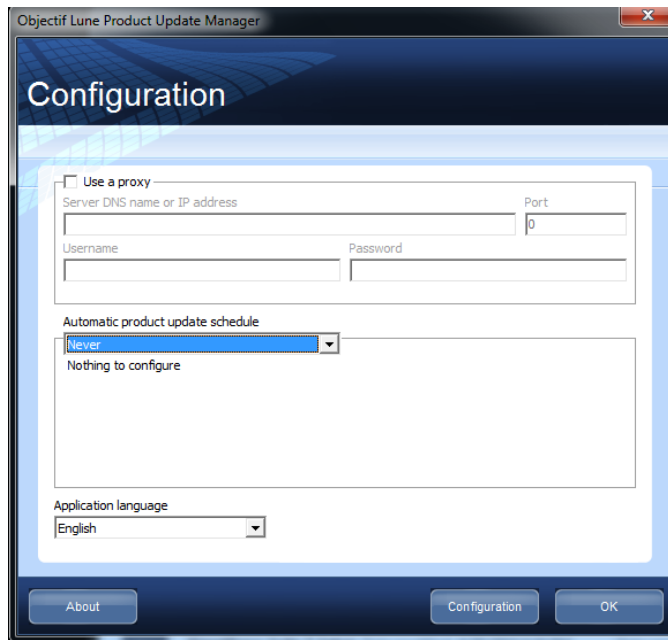 Objectif Lune Product Update Manager
Configuration
Use a proxy
Server DNS name or IP address
Port
0
Username
Password
Automatic product update schedule
Never
Nothing to configure
Application language
English
About
Configuration
OK